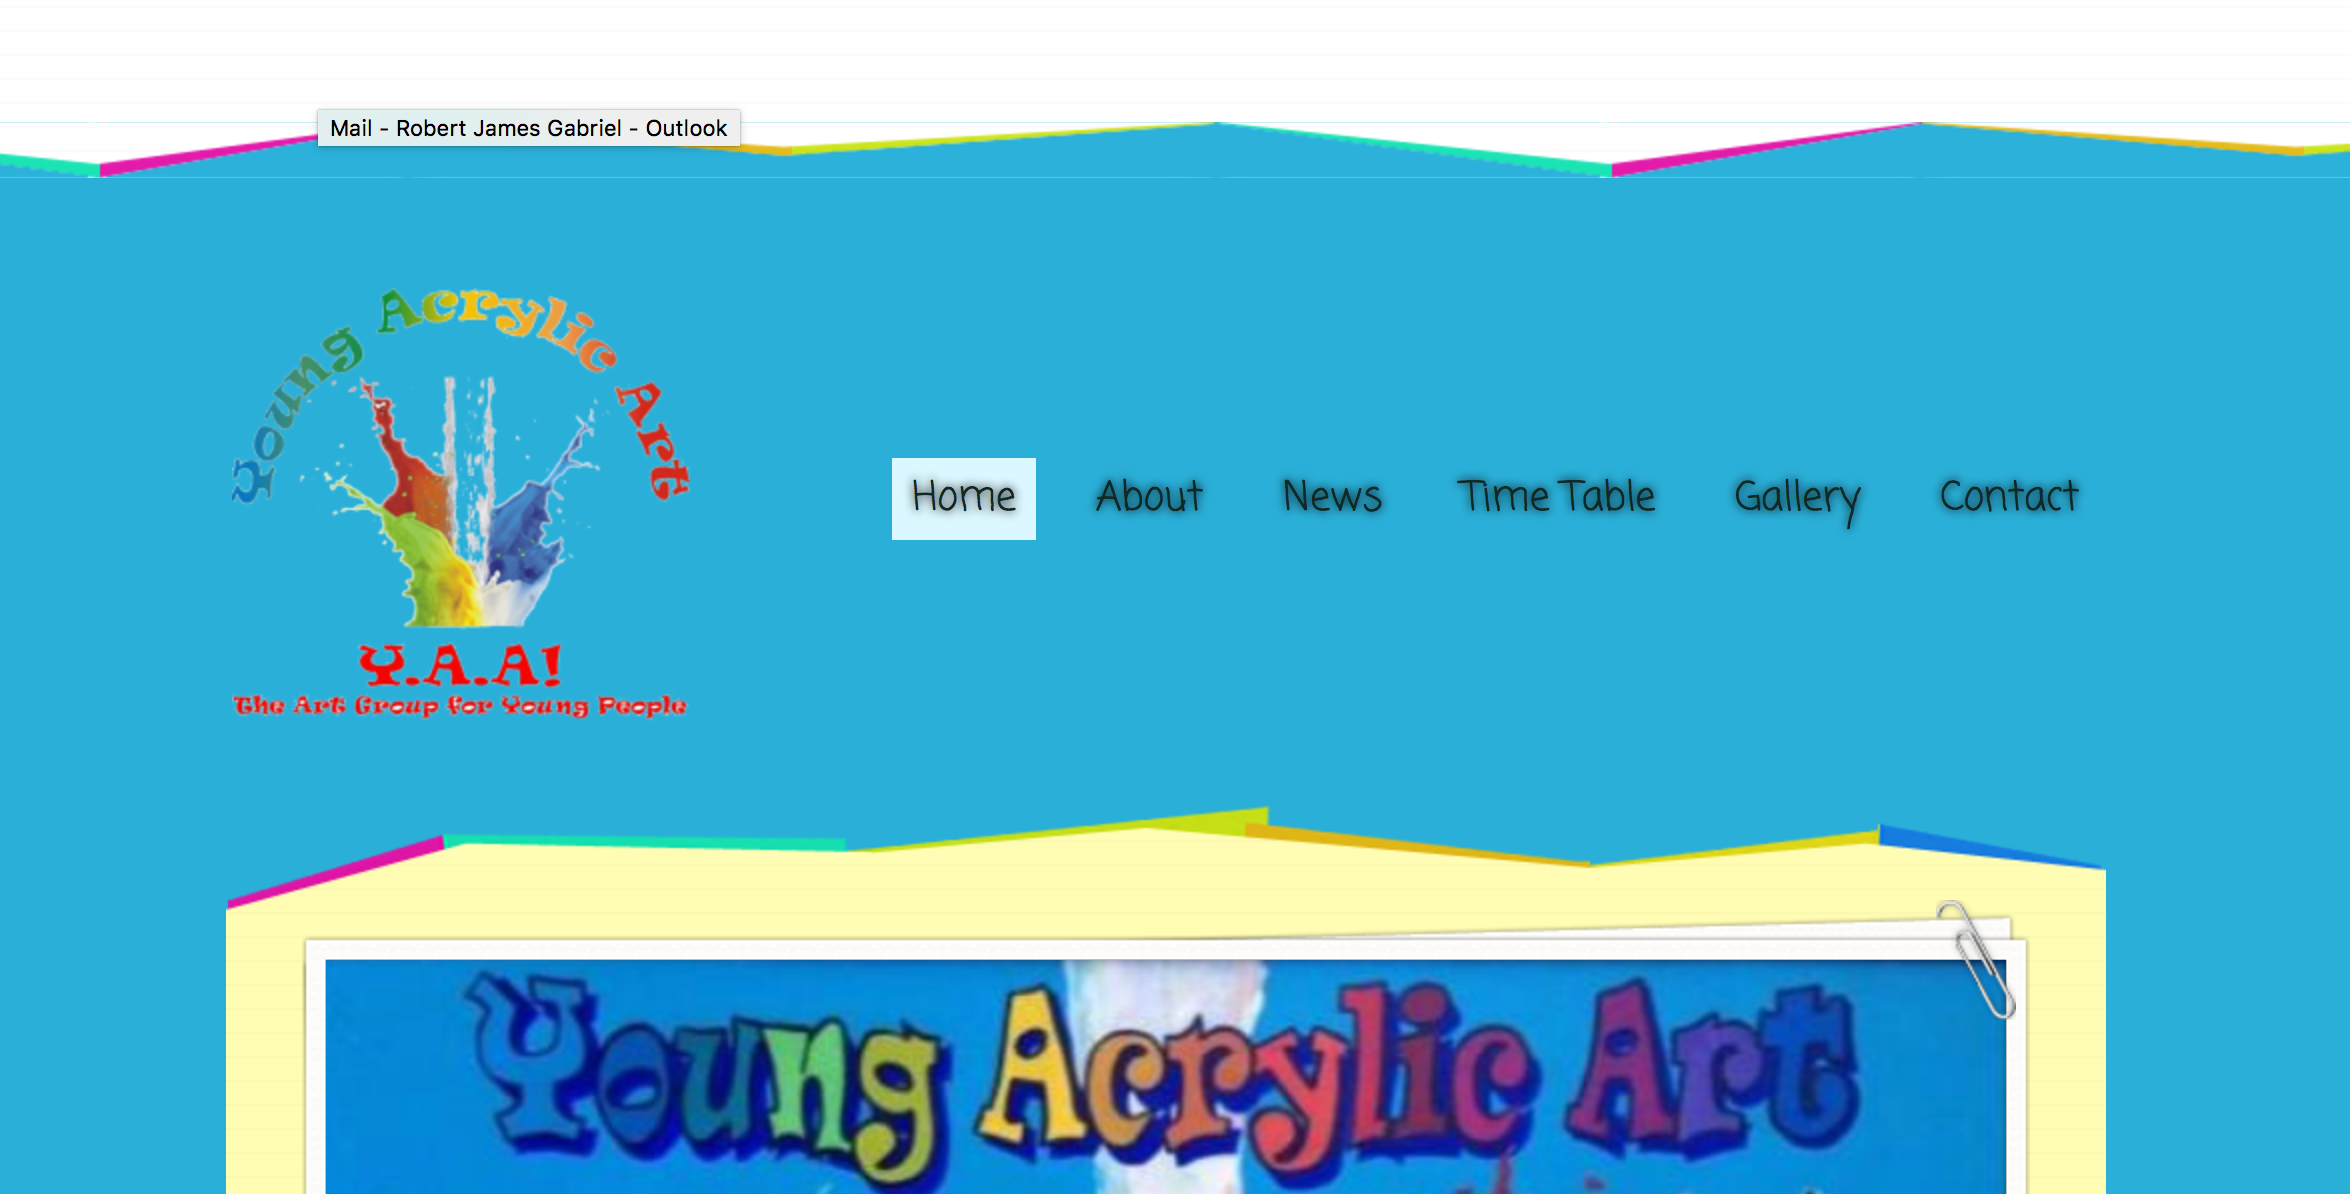 Mail - Robert James Gabriel - Outlook
Young Acrylic Art
Y.A.A!
The Art Group for Young People
Home About News Time Table Gallery Contact
Young Acrylic Art